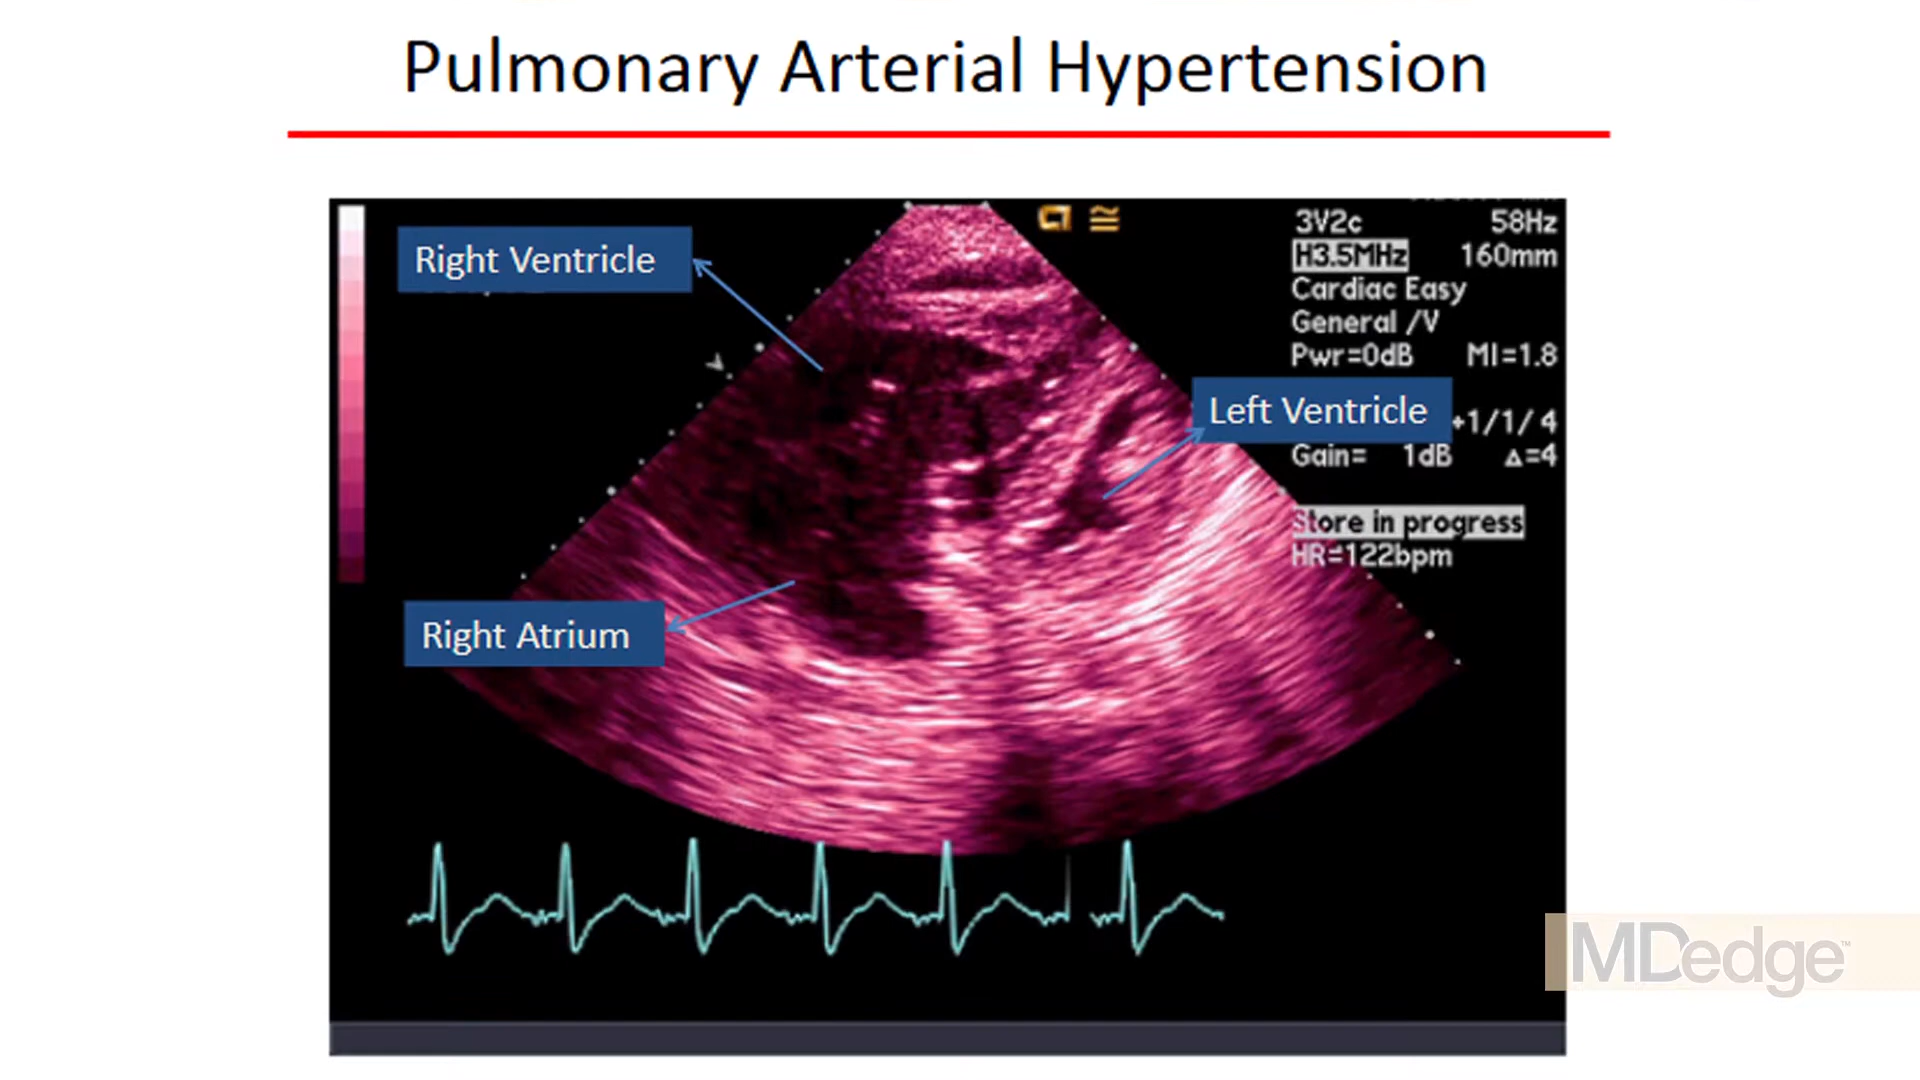 Pulmonary Arterial Hypertension
Right Ventricle
3V2c 58Hz
H3.5MHz 160mm
Cardiac Easy
General /V
Pwr=0dB MI=1.8
Left Ventricle
+1/1/ 4
Gain= 1dB Δ=4
Store in progress
HR=122bpm
Right Atrium
MDedge™